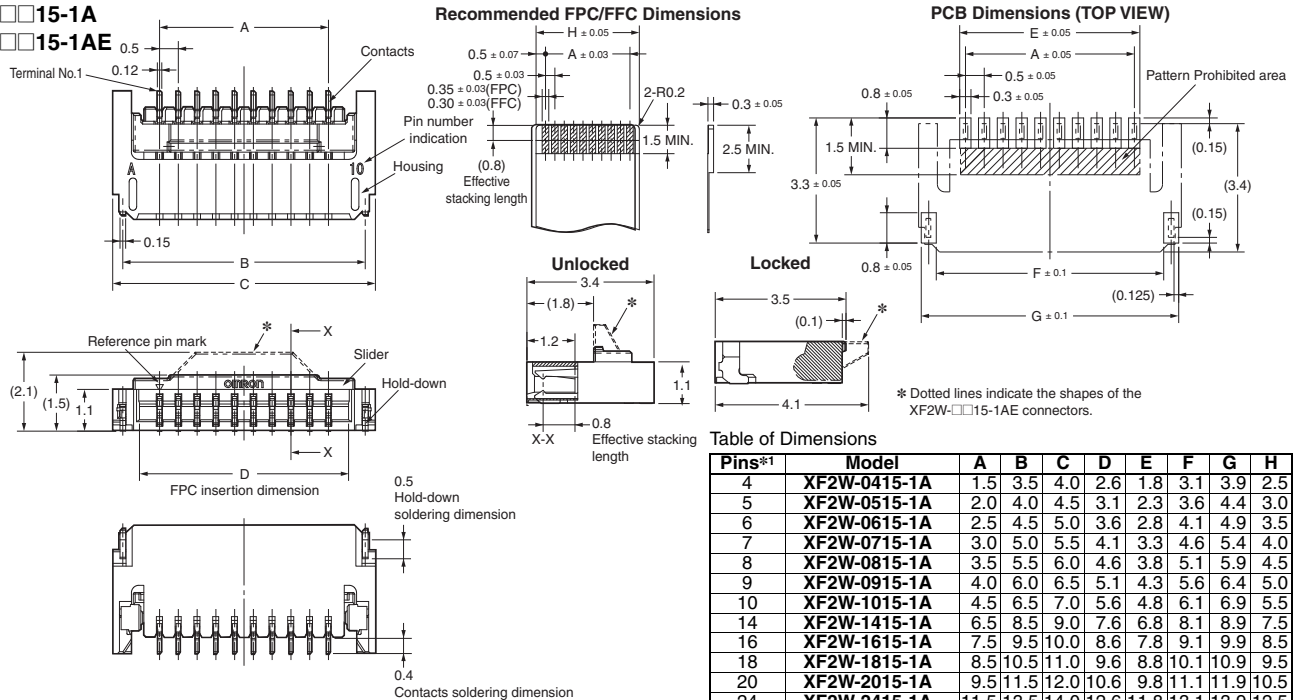 □□15-1A
□□15-1AE
A
0.5
Contacts
Terminal No.1
0.12
Pin number
indication
Housing
A
10
0.15
B
C
Recommended FPC/FFC Dimensions
H ± 0.05
0.5 ± 0.07
A ± 0.03
0.5 ± 0.03
0.35 ± 0.03(FPC)
0.30 ± 0.03(FFC)
2-R0.2
0.3 ± 0.05
1.5 MIN.
2.5 MIN.
(0.8)
Effective
stacking length
PCB Dimensions (TOP VIEW)
E ± 0.05
A ± 0.05
Pattern Prohibited area
0.5 ± 0.05
0.8 ± 0.05
0.3 ± 0.05
1.5 MIN.
(0.15)
3.3 ± 0.05
(3.4)
(0.15)
0.8 ± 0.05
F ± 0.1
(0.125)
G ± 0.1
Unlocked
3.4
(1.8)
*
1.2
1.1
X-X
0.8
Effective stacking
length
Locked
3.5
(0.1)
*
4.1
* Dotted lines indicate the shapes of the
XF2W-□□15-1AE connectors.
Reference pin mark
*
X
Slider
OMRON
Hold-down
(2.1)
(1.5)
1.1
X
D
FPC insertion dimension
0.5
Hold-down
soldering dimension
0.4
Contacts soldering dimension
Table of Dimensions
Pins*1 Model A B C D E F G H
4 XF2W-0415-1A 1.5 3.5 4.0 2.6 1.8 3.1 3.9 2.5
5 XF2W-0515-1A 2.0 4.0 4.5 3.1 2.3 3.6 4.4 3.0
6 XF2W-0615-1A 2.5 4.5 5.0 3.6 2.8 4.1 4.9 3.5
7 XF2W-0715-1A 3.0 5.0 5.5 4.1 3.3 4.6 5.4 4.0
8 XF2W-0815-1A 3.5 5.5 6.0 4.6 3.8 5.1 5.9 4.5
9 XF2W-0915-1A 4.0 6.0 6.5 5.1 4.3 5.6 6.4 5.0
10 XF2W-1015-1A 4.5 6.5 7.0 5.6 4.8 6.1 6.9 5.5
14 XF2W-1415-1A 6.5 8.5 9.0 7.6 6.8 8.1 8.9 7.5
16 XF2W-1615-1A 7.5 9.5 10.0 8.6 7.8 9.1 9.9 8.5
18 XF2W-1815-1A 8.5 10.5 11.0 9.6 8.8 10.1 10.9 9.5
20 XF2W-2015-1A 9.5 11.5 12.0 10.6 9.8 11.1 11.9 10.5